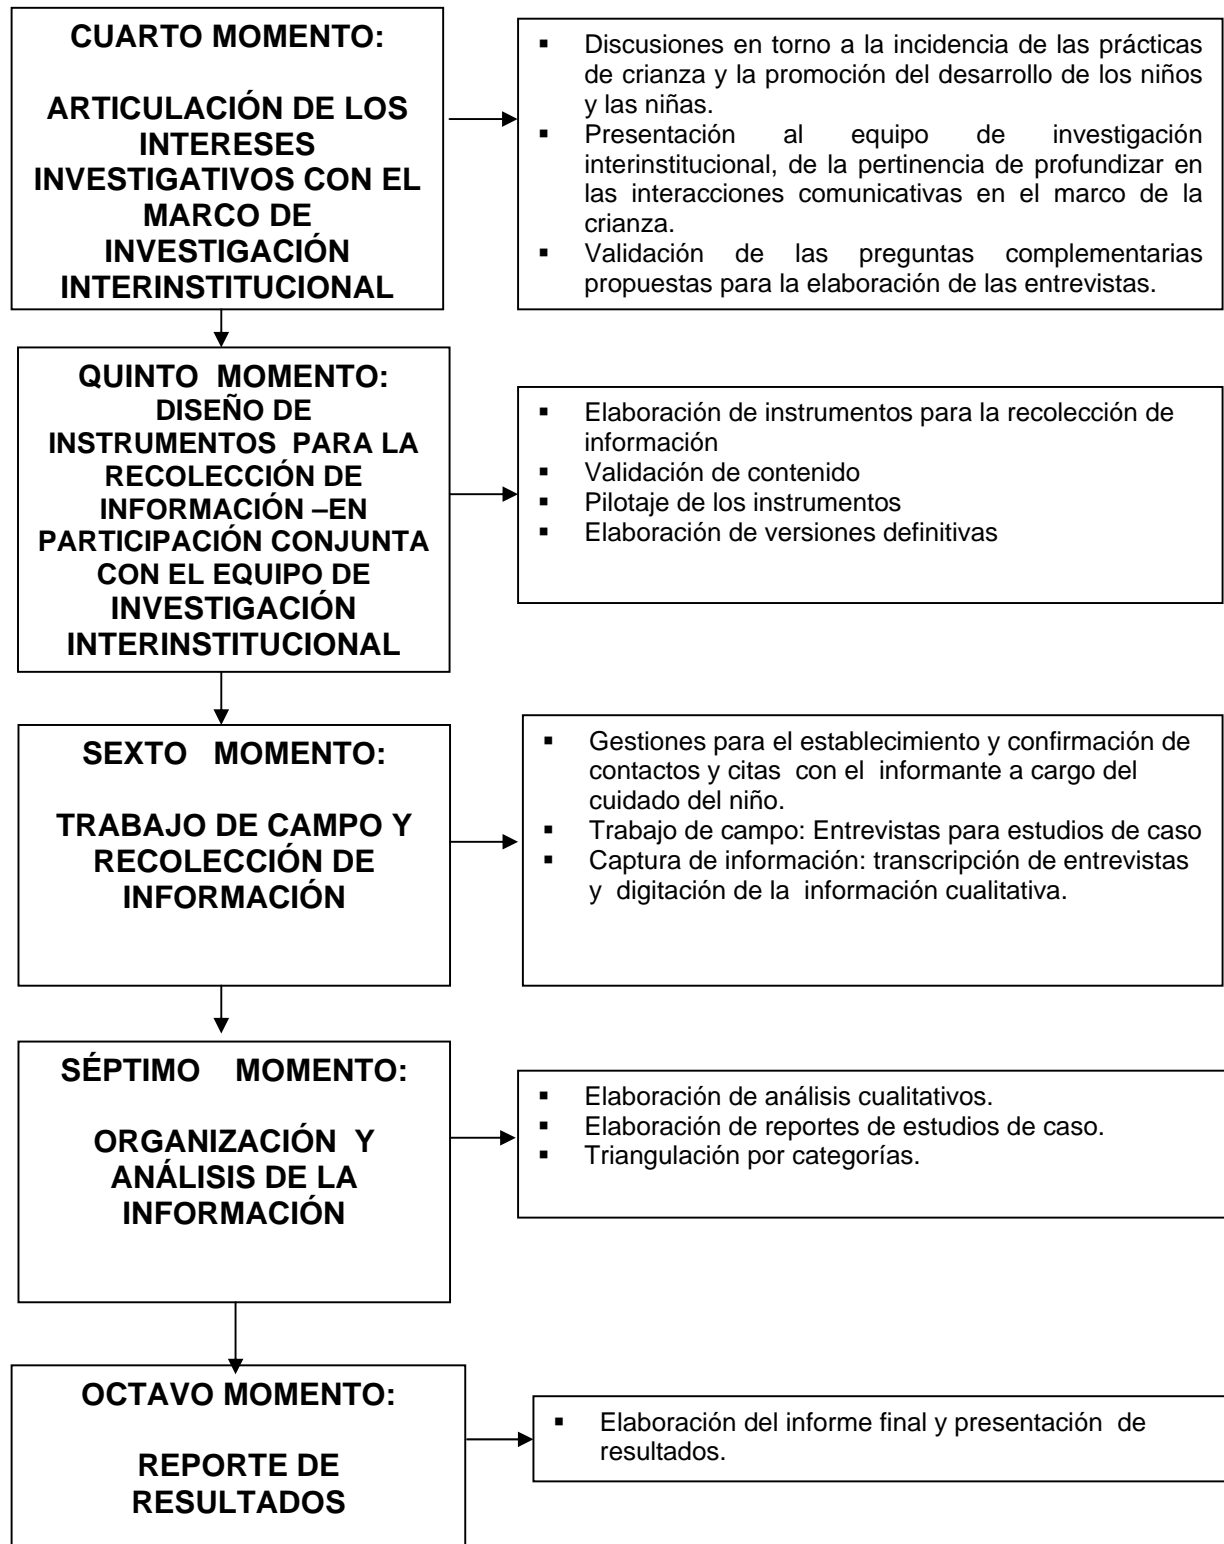 CUARTO MOMENTO:
ARTICULACIÓN DE LOS
INTERESES
INVESTIGATIVOS CON EL
MARCO DE
INVESTIGACIÓN
INTERINSTITUCIONAL
▪ Discusiones en torno a la incidencia de las prácticas
de crianza y la promoción del desarrollo de los niños
y las niñas.
▪ Presentación al equipo de investigación
interinstitucional, de la pertinencia de profundizar en
las interacciones comunicativas en el marco de la
crianza.
▪ Validación de las preguntas complementarias
propuestas para la elaboración de las entrevistas.
QUINTO MOMENTO:
DISEÑO DE
INSTRUMENTOS PARA LA
RECOLECCIÓN DE
INFORMACIÓN –EN
PARTICIPACIÓN CONJUNTA
CON EL EQUIPO DE
INVESTIGACIÓN
INTERINSTITUCIONAL
▪ Elaboración de instrumentos para la recolección de
información
▪ Validación de contenido
▪ Pilotaje de los instrumentos
▪ Elaboración de versiones definitivas
SEXTO MOMENTO:
TRABAJO DE CAMPO Y
RECOLECCIÓN DE
INFORMACIÓN
▪ Gestiones para el establecimiento y confirmación de
contactos y citas con el informante a cargo del
cuidado del niño.
▪ Trabajo de campo: Entrevistas para estudios de caso
▪ Captura de información: transcripción de entrevistas
y digitación de la información cualitativa.
SÉPTIMO MOMENTO:
ORGANIZACIÓN Y
ANÁLISIS DE LA
INFORMACIÓN
▪ Elaboración de análisis cualitativos.
▪ Elaboración de reportes de estudios de caso.
▪ Triangulación por categorías.
OCTAVO MOMENTO:
REPORTE DE
RESULTADOS
▪ Elaboración del informe final y presentación de
resultados.